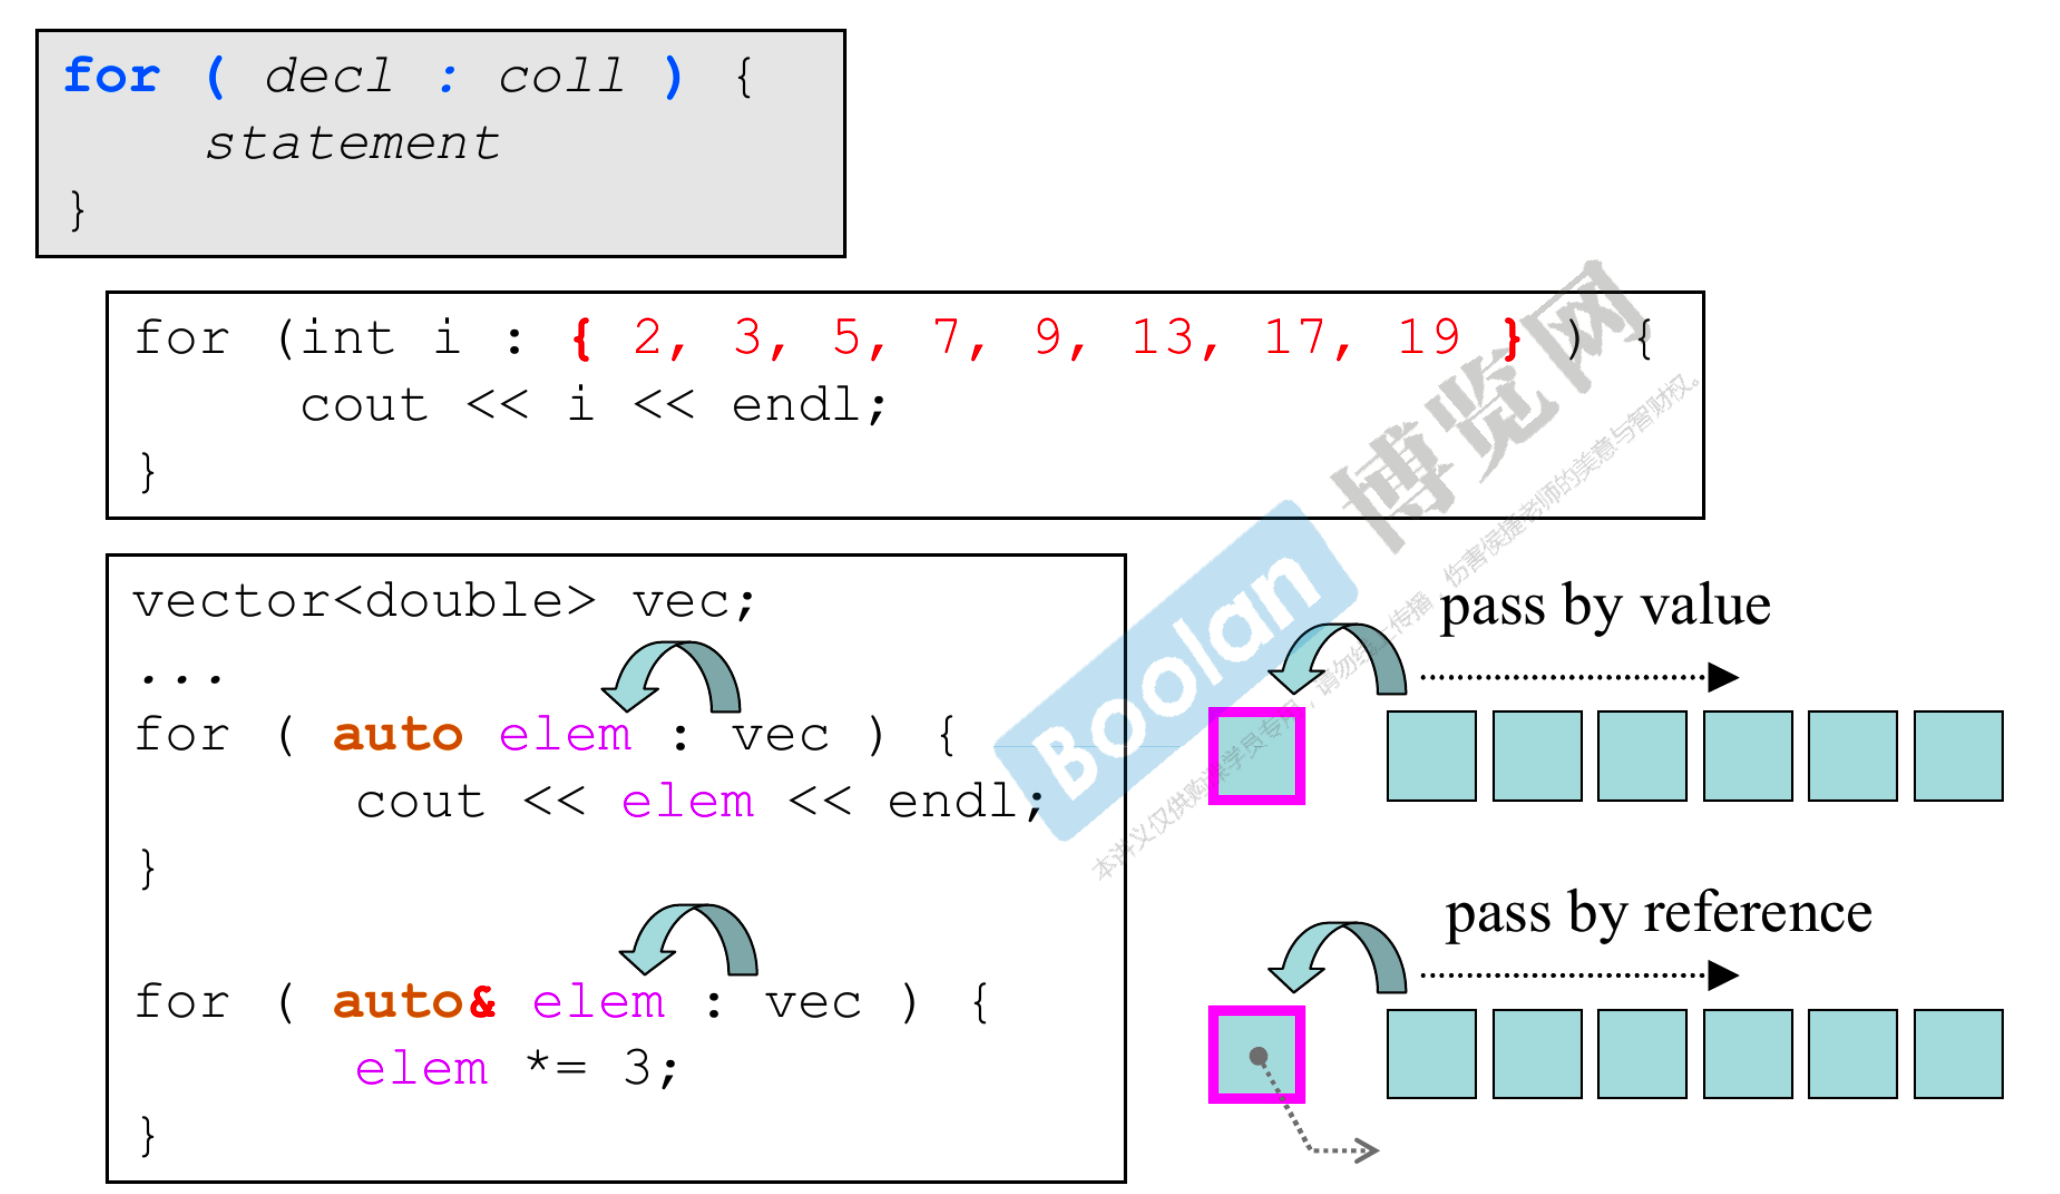 for ( decl : coll ) {
statement
}
for (int i : { 2, 3, 5, 7, 9, 13, 17, 19 } ) {
cout << i << endl;
}
vector<double> vec;
...
for ( auto elem : vec ) {
cout << elem << endl;
}
for ( auto& elem : vec ) {
elem *= 3;
}
pass by value
pass by reference
Boolan 博览网
本讲义仅供购课学员专用，请勿给上传播，伤害侯捷老师的美意与智财权。